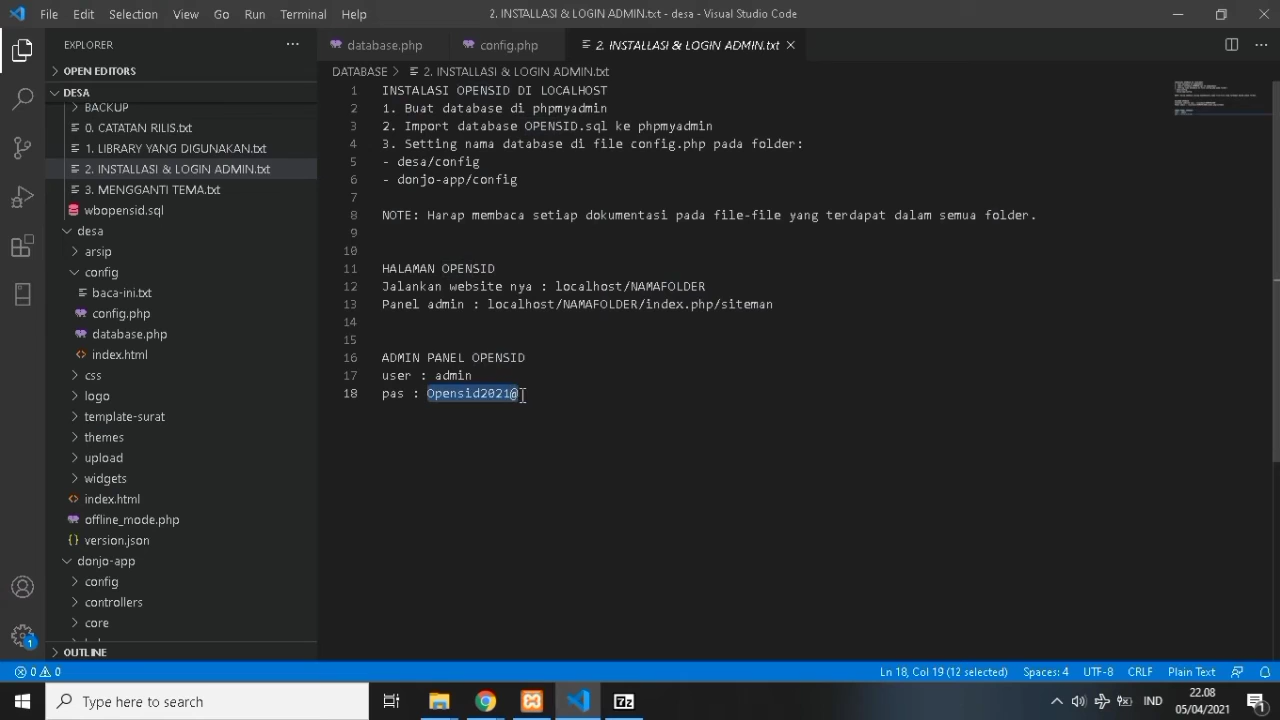 File Edit Selection View Go Run Terminal Help
2. INSTALLASI & LOGIN ADMIN.txt - desa - Visual Studio Code
EXPLORER
OPEN EDITORS
DESA
BACKUP
0. CATATAN RILIS.txt
1. LIBRARY YANG DIGUNAKAN.txt
2. INSTALLASI & LOGIN ADMIN.txt
3. MENGGANTI TEMA.txt
wbopensid.sql
desa
arsip
config
baca-ini.txt
config.php
database.php
index.html
css
logo
template-surat
themes
upload
widgets
index.html
offline_mode.php
version.json
donjo-app
config
controllers
core
OUTLINE
database.php
config.php
2. INSTALLASI & LOGIN ADMIN.txt
DATABASE > 2. INSTALLASI & LOGIN ADMIN.txt
1 INSTALASI OPENSID DI LOCALHOST
2 1. Buat database di phpmyadmin
3 2. Import database OPENSID.sql ke phpmyadmin
4 3. Setting nama database di file config.php pada folder:
5 - desa/config
6 - donjo-app/config
7
8 NOTE: Harap membaca setiap dokumentasi pada file-file yang terdapat dalam semua folder.
9
10
11 HALAMAN OPENSID
12 Jalankan website nya : localhost/NAMAFOLDER
13 Panel admin : localhost/NAMAFOLDER/index.php/siteman
14
15
16 ADMIN PANEL OPENSID
17 user : admin
18 pas : Opensid2021@
1
0 0
Ln 18, Col 19 (12 selected)
Spaces: 4
UTF-8
CRLF
Plain Text
Type here to search
7z
IND
22.08
05/04/2021
1